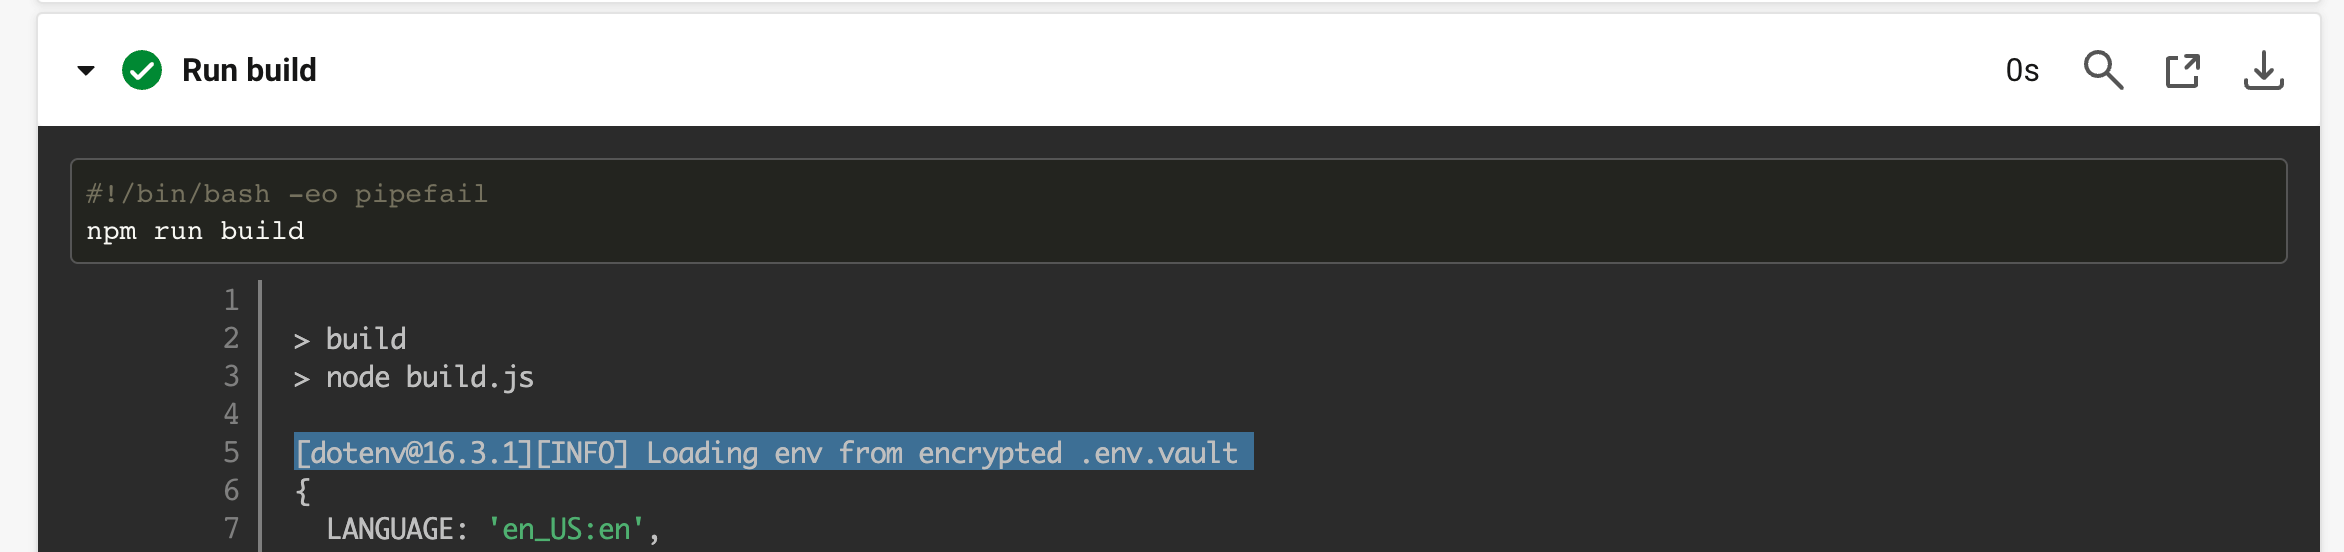 Run build
0s
#!/bin/bash -eo pipefail
npm run build
1
2 > build
3 > node build.js
4
5 [dotenv@16.3.1][INFO] Loading env from encrypted .env.vault
6 {
7 LANGUAGE: 'en_US:en',